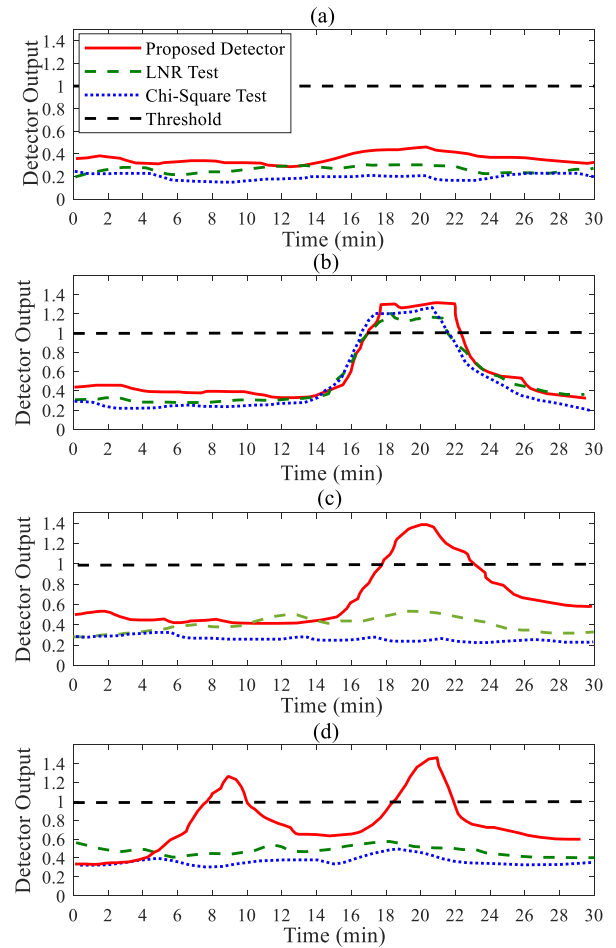 (a)
Detector Output
1.4
1.2
1
0.8
0.6
0.4
0.2
0
Proposed Detector
LNR Test
Chi-Square Test
Threshold
0 2 4 6 8 10 12 14 16 18 20 22 24 26 28 30
Time (min)
(b)
Detector Output
1.4
1.2
1
0.8
0.6
0.4
0.2
0
0 2 4 6 8 10 12 14 16 18 20 22 24 26 28 30
Time (min)
(c)
Detector Output
1.4
1.2
1
0.8
0.6
0.4
0.2
0
0 2 4 6 8 10 12 14 16 18 20 22 24 26 28 30
Time (min)
(d)
Detector Output
1.4
1.2
1
0.8
0.6
0.4
0.2
0
0 2 4 6 8 10 12 14 16 18 20 22 24 26 28 30
Time (min)